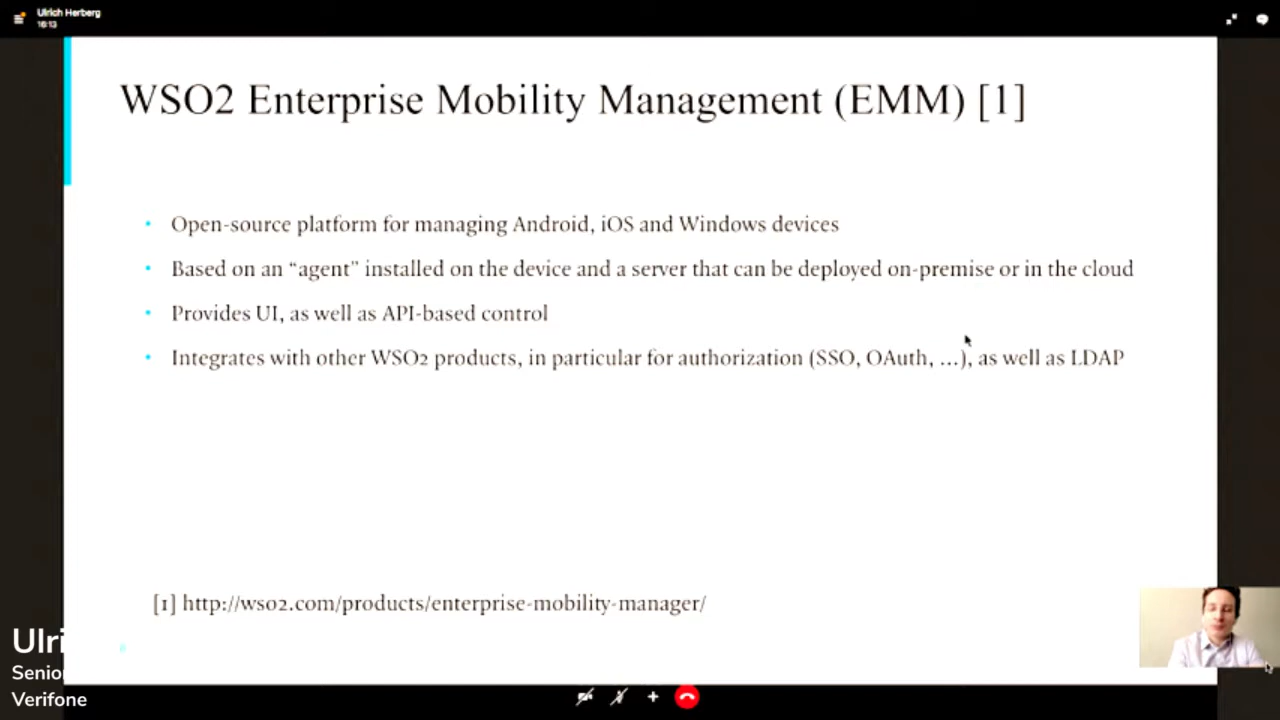 Ulrich Herberg
16:13
WSO2 Enterprise Mobility Management (EMM) [1]
• Open-source platform for managing Android, iOS and Windows devices
• Based on an “agent” installed on the device and a server that can be deployed on-premise or in the cloud
• Provides UI, as well as API-based control
• Integrates with other WSO2 products, in particular for authorization (SSO, OAuth, ...), as well as LDAP
[1] http://wso2.com/products/enterprise-mobility-manager/
Verifone